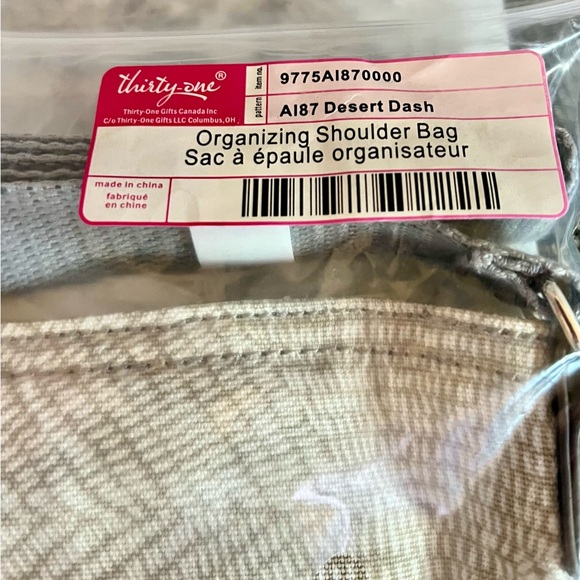 thirty-one®
Thirty-One Gifts Canada Inc
C/o Thirty-One Gifts LLC Columbus,OH,
item no.
9775AI870000
pattern
AI87 Desert Dash
Organizing Shoulder Bag
Sac à épaule organisateur
made in china
fabriqué
en chine